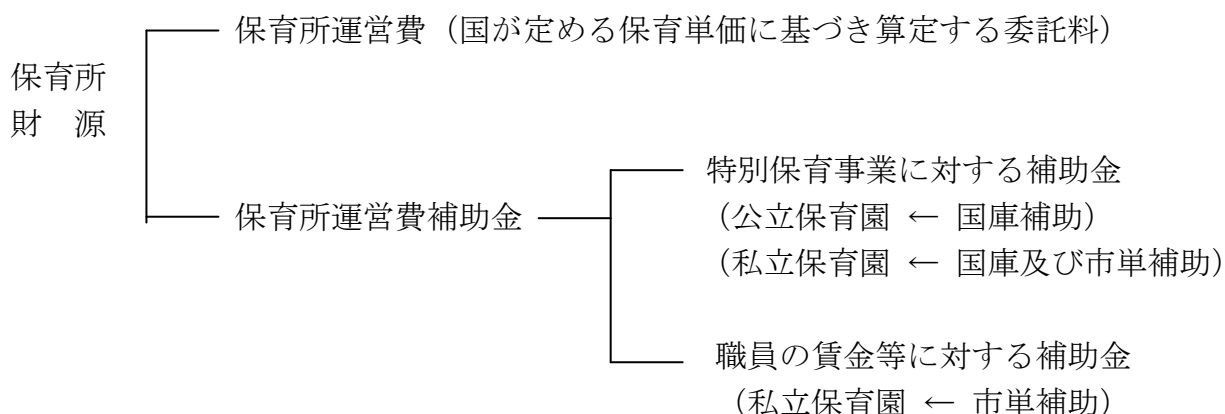 保育所運営費（国が定める保育単価に基づき算定する委託料）
保育所
財　源
特別保育事業に対する補助金
保育所運営費補助金
（公立保育園 ← 国庫補助）
（私立保育園 ← 国庫及び市単補助）
職員の賃金等に対する補助金
（私立保育園 ← 市単補助）